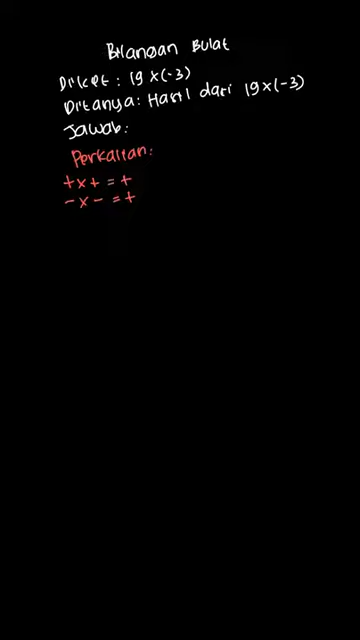 Bilangan Bulat
Diket : 19 x (-3)
Ditanya : Hasil dari 19 x (-3)
Jawab :
Perkalian :
+ x + = +
- x - = +